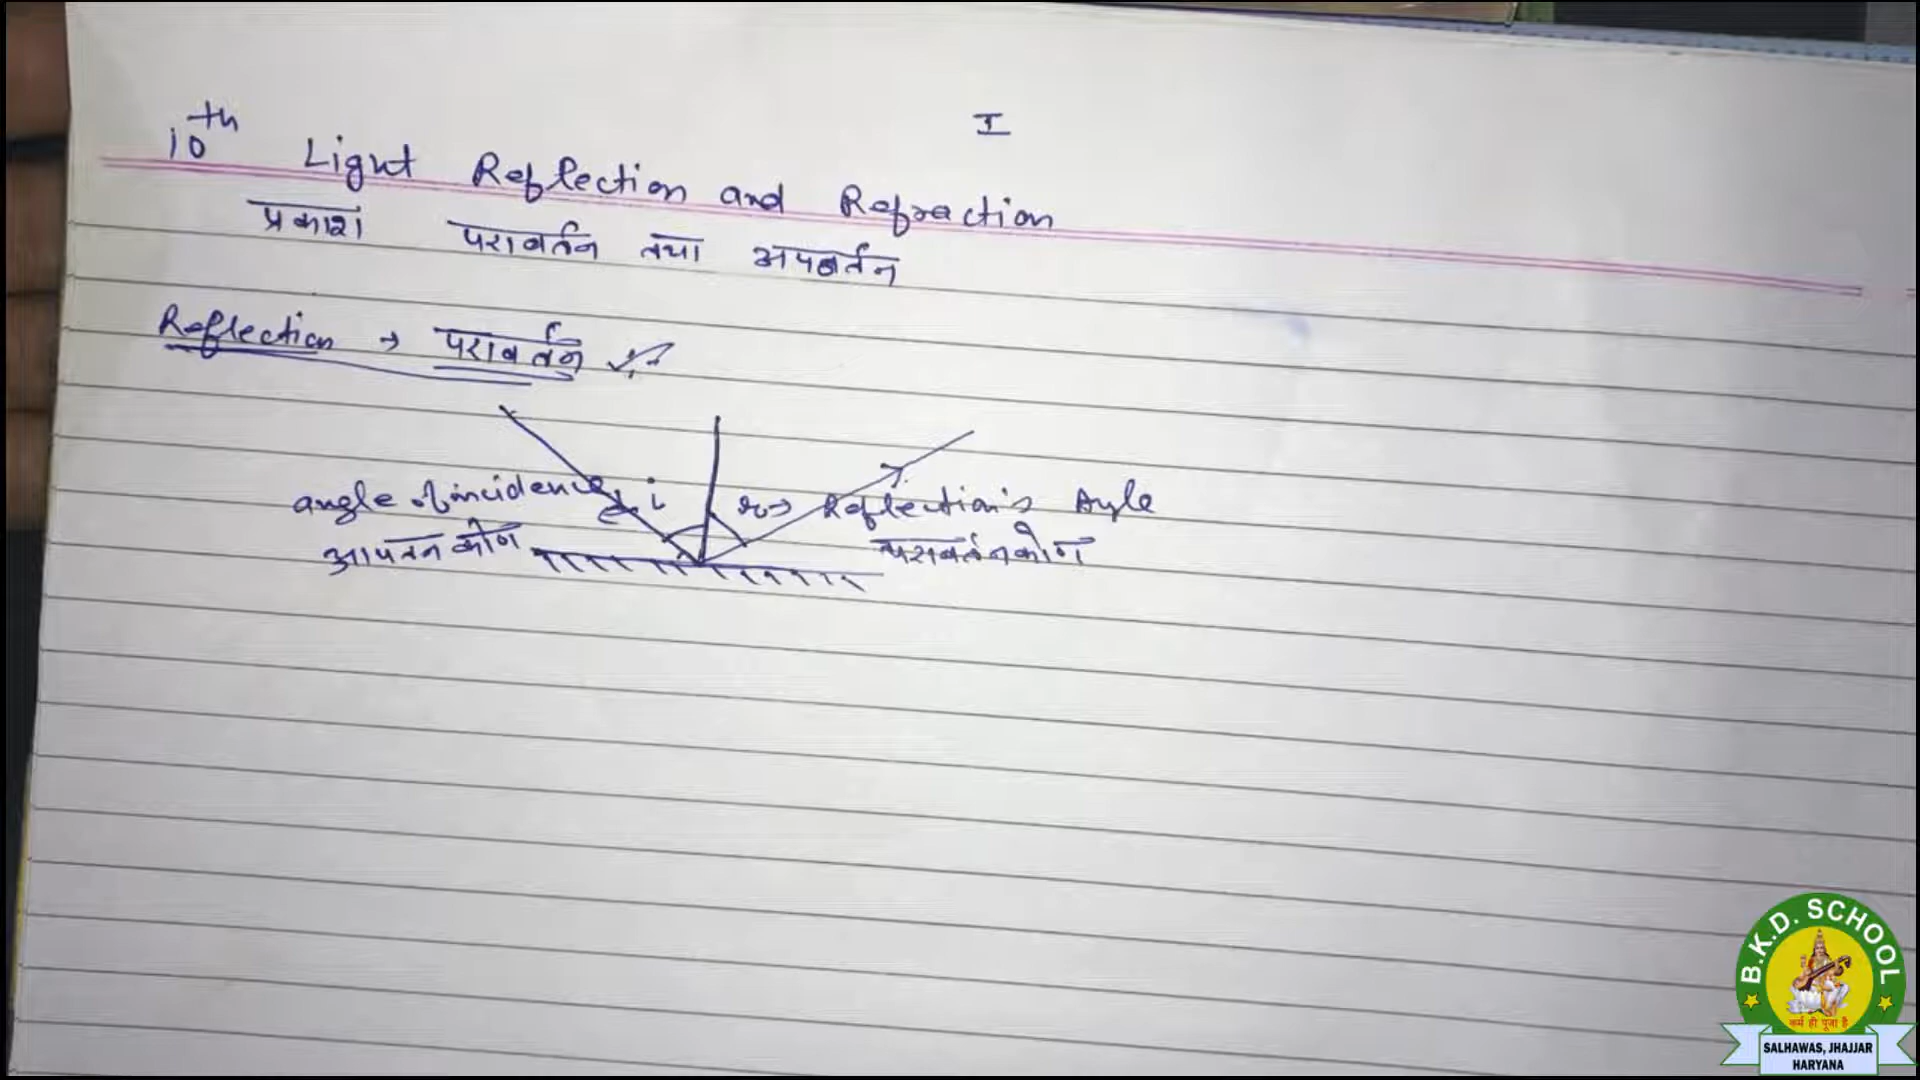 10th Light Reflection and Refraction I
प्रकाश परावर्तन तथा अपवर्तन
Reflection → परावर्तन
angle of incidence i r → Reflection's Angle
आपतन कोण परावर्तन कोण
B.K.D. SCHOOL
कर्म ही पूजा है
SALHAWAS, JHAJJAR
HARYANA